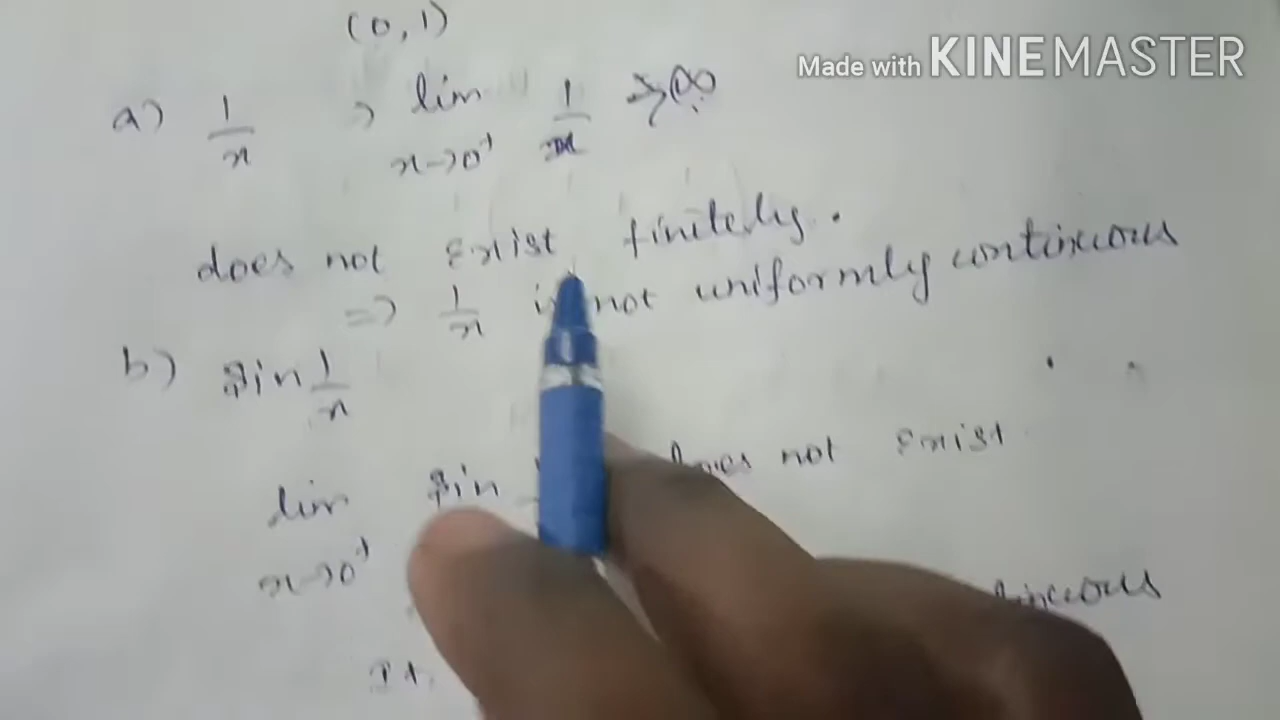 (0,1)
Made with KINEMASTER
a) 1/x ⇒ lim x→0⁺ 1/x → ∞
does not exist finitely.
⇒ 1/x is not uniformly continuous
b) sin 1/x
lim x→0⁺ sin does not exist